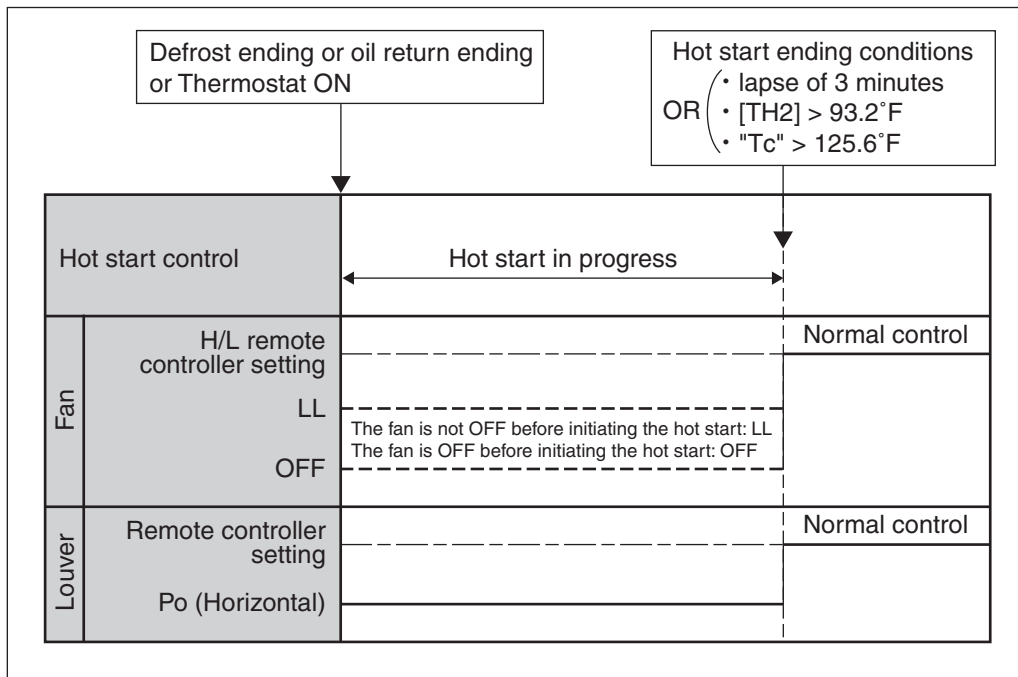 Defrost ending or oil return ending
or Thermostat ON
Hot start ending conditions
OR
· lapse of 3 minutes
· [TH2] > 93.2˚F
· "Tc" > 125.6˚F
Hot start control
Hot start in progress
Fan
H/L remote
controller setting
Normal control
LL
The fan is not OFF before initiating the hot start: LL
The fan is OFF before initiating the hot start: OFF
OFF
Louver
Remote controller
setting
Normal control
Po (Horizontal)